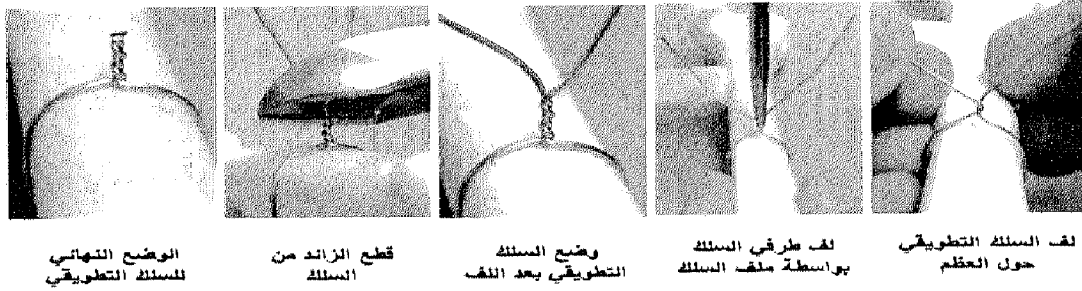 لف السلك التطويقي
حول العظم
لف طرفي السلك
بواسطة ملف السلك
وضع السلك
التطويقي بعد اللف
قطع الزائد من
السلك
الوضع النهائي
للسلك التطويقي